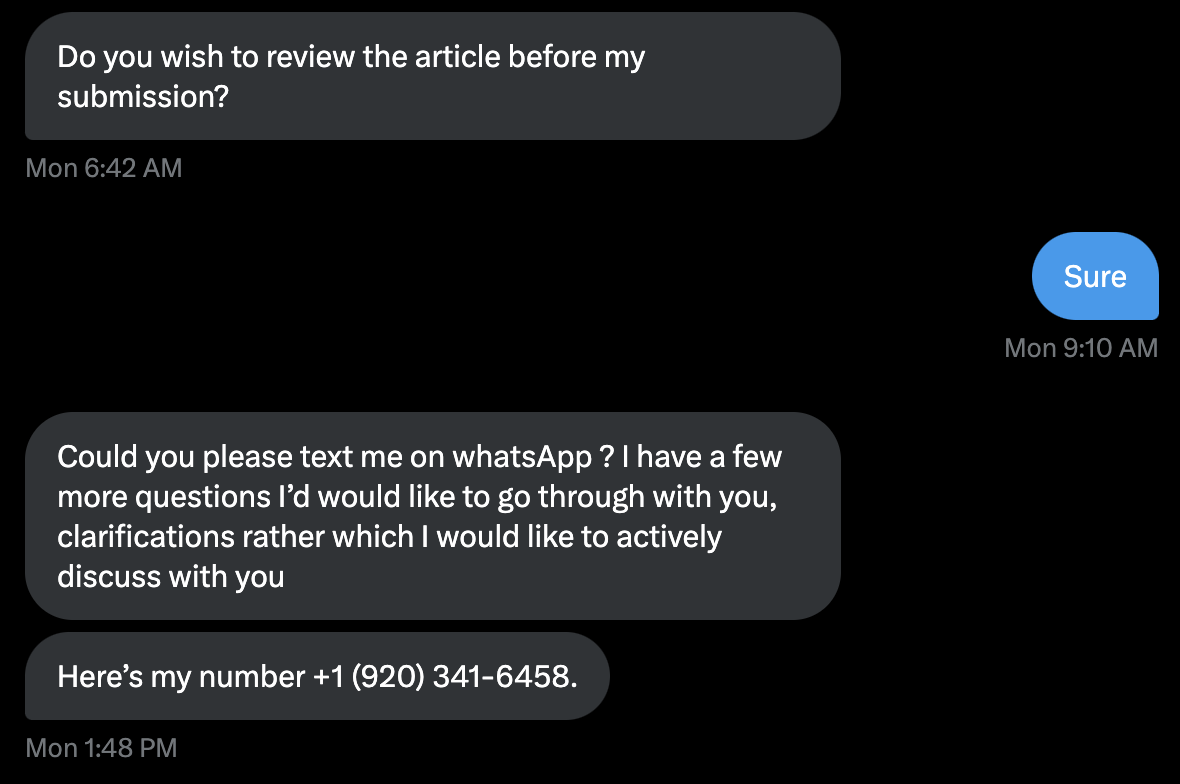 Do you wish to review the article before my
submission?
Mon 6:42 AM
Sure
Mon 9:10 AM
Could you please text me on whatsApp ? I have a few
more questions I’d would like to go through with you,
clarifications rather which I would like to actively
discuss with you
Here’s my number +1 (920) 341-6458.
Mon 1:48 PM